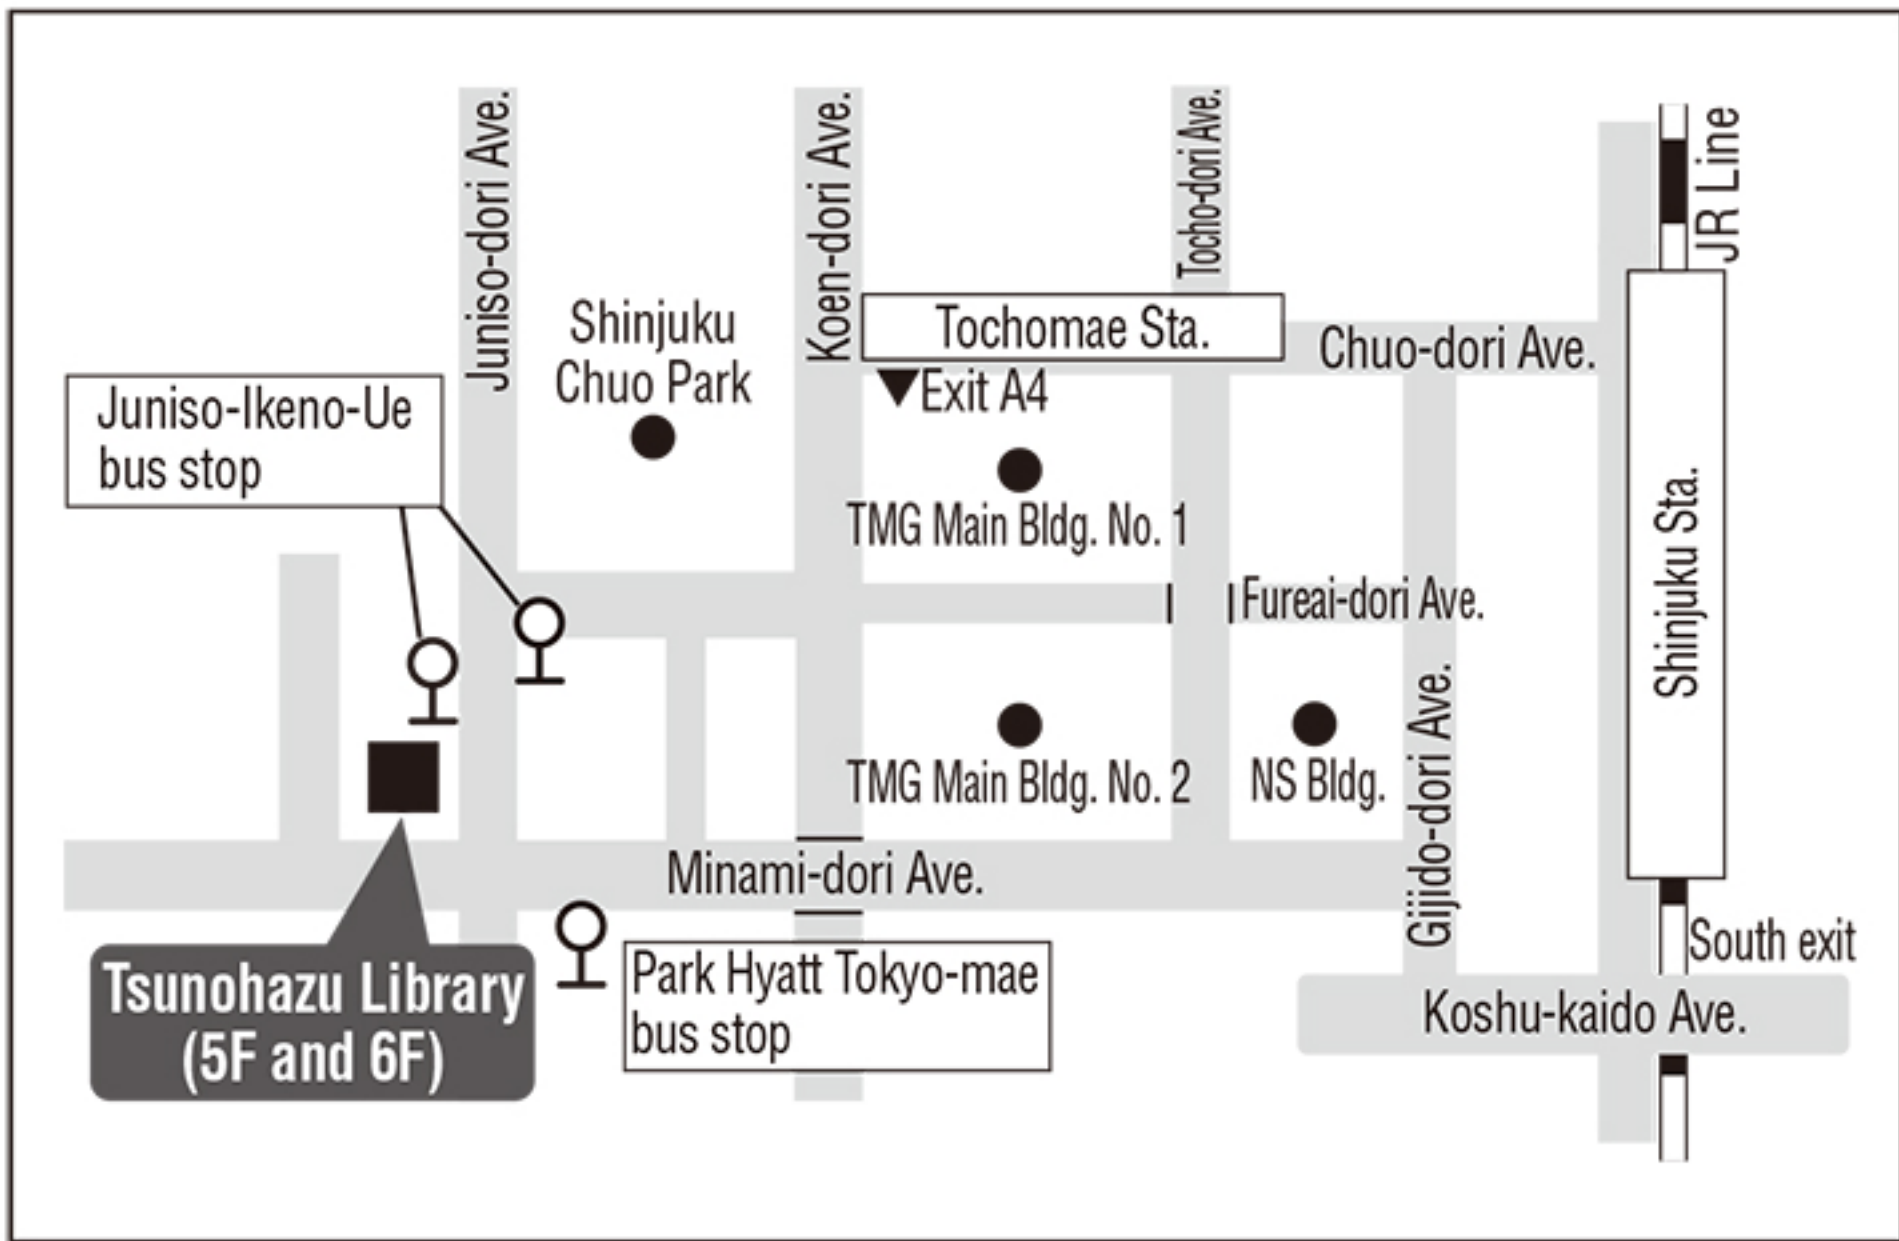 Juniso-dori Ave.
Koen-dori Ave.
Tocho-dori Ave.
JR Line
Shinjuku
Chuo Park
Tochomae Sta.
Chuo-dori Ave.
Exit A4
Juniso-Ikeno-Ue
bus stop
TMG Main Bldg. No. 1
Fureai-dori Ave.
Shinjuku Sta.
TMG Main Bldg. No. 2
NS Bldg.
Gijido-dori Ave.
Minami-dori Ave.
South exit
Tsunohazu Library
(5F and 6F)
Park Hyatt Tokyo-mae
bus stop
Koshu-kaido Ave.